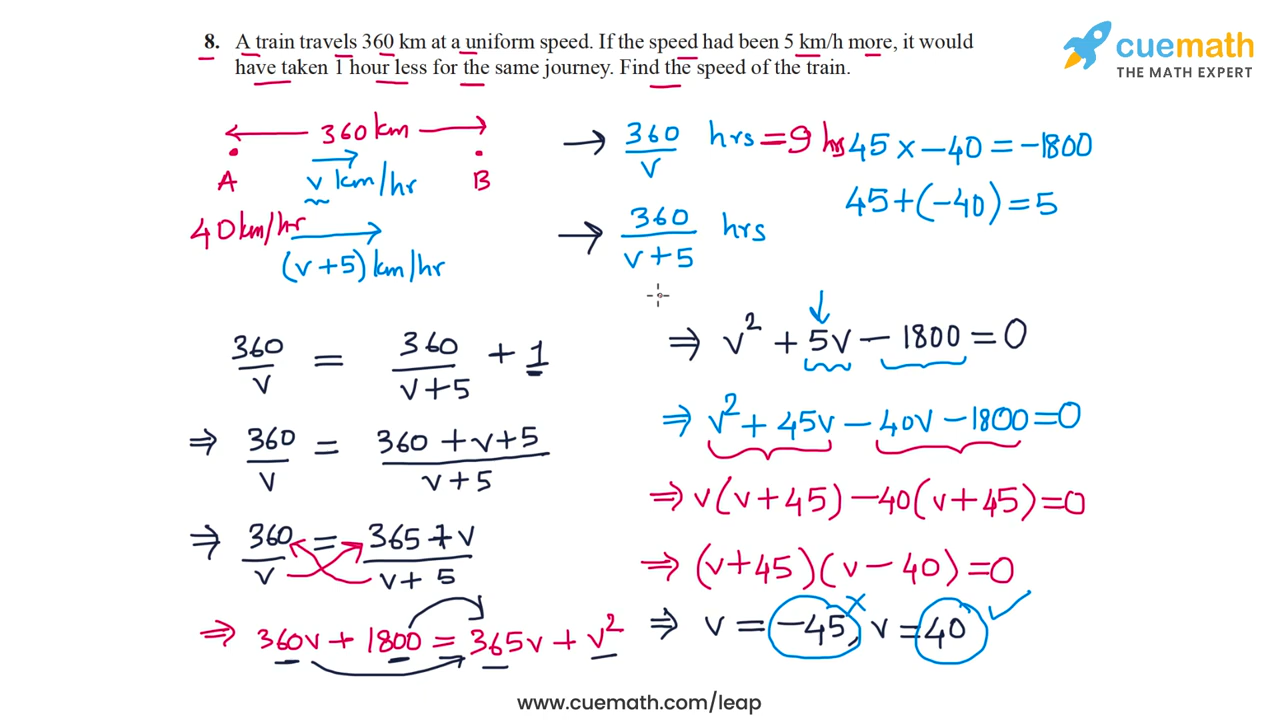 8. A train travels 360 km at a uniform speed. If the speed had been 5 km/h more, it would
have taken 1 hour less for the same journey. Find the speed of the train.
cuemath
THE MATH EXPERT
360 km
A
v km/hr
B
40 km/hr
(v+5) km/hr
→ 360/v hrs = 9 hrs
→ 360/(v+5) hrs
45 x -40 = -1800
45+(-40) = 5
360/v = 360/(v+5) + 1
⇒ 360/v = (360+v+5)/(v+5)
⇒ 360/v = (365+v)/(v+5)
⇒ 360v + 1800 = 365v + v²
⇒ v² + 5v - 1800 = 0
⇒ v² + 45v - 40v - 1800 = 0
⇒ v(v+45) - 40(v+45) = 0
⇒ (v+45)(v-40) = 0
⇒ v = -45 x, v = 40 ✓
www.cuemath.com/leap